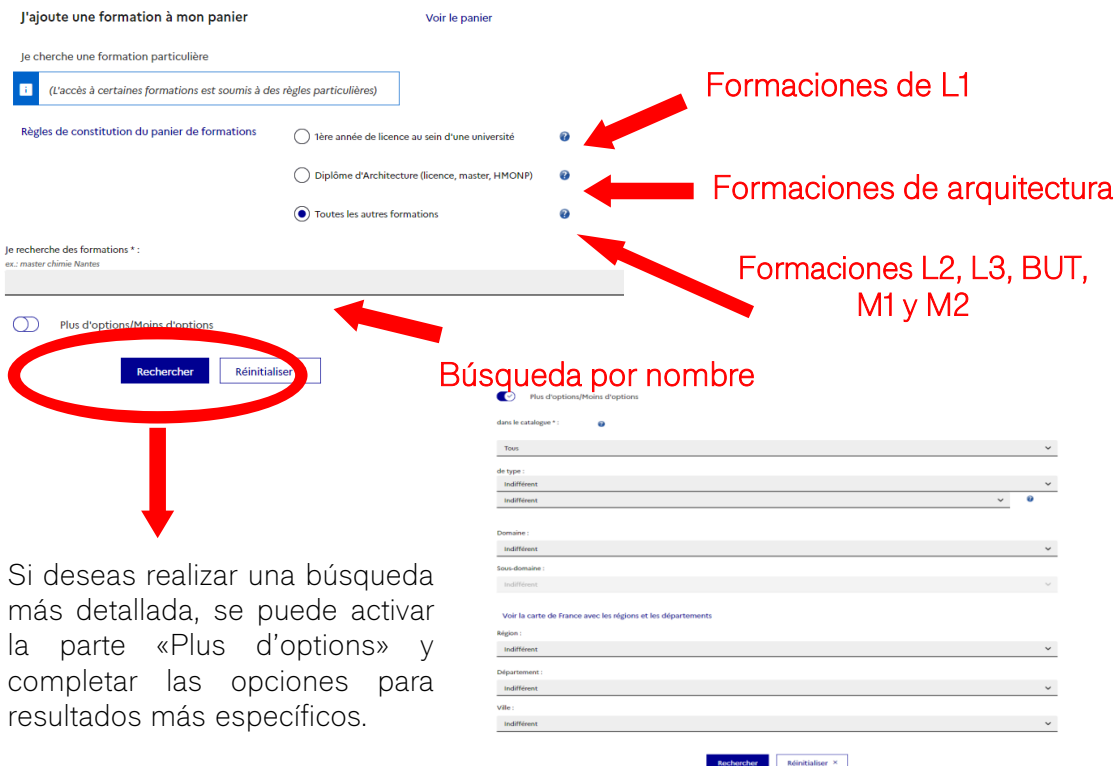 J'ajoute une formation à mon panier
Voir le panier
Je cherche une formation particulière
i
(L'accès à certaines formations est soumis à des règles particulières)
Règles de constitution du panier de formations
1ère année de licence au sein d'une université ?
Diplôme d'Architecture (licence, master, HMONP) ?
Toutes les autres formations ?
Formaciones de L1
Formaciones de arquitectura
Formaciones L2, L3, BUT,
M1 y M2
Je recherche des formations * :
ex.: master chimie Nantes
Plus d'options/Moins d'options
Rechercher
Réinitialiser
Búsqueda por nombre
Si deseas realizar una búsqueda
más detallada, se puede activar
la parte «Plus d’options» y
completar las opciones para
resultados más específicos.
Plus d'options/Moins d'options
dans le catalogue * : ?
Tous
de type :
Indifférent
Indifférent ?
Domaine :
Indifférent
Sous-domaine :
Indifférent
Voir la carte de France avec les régions et les départements
Région :
Indifférent
Département :
Indifférent
Ville :
Indifférent
Rechercher
Réinitialiser ×